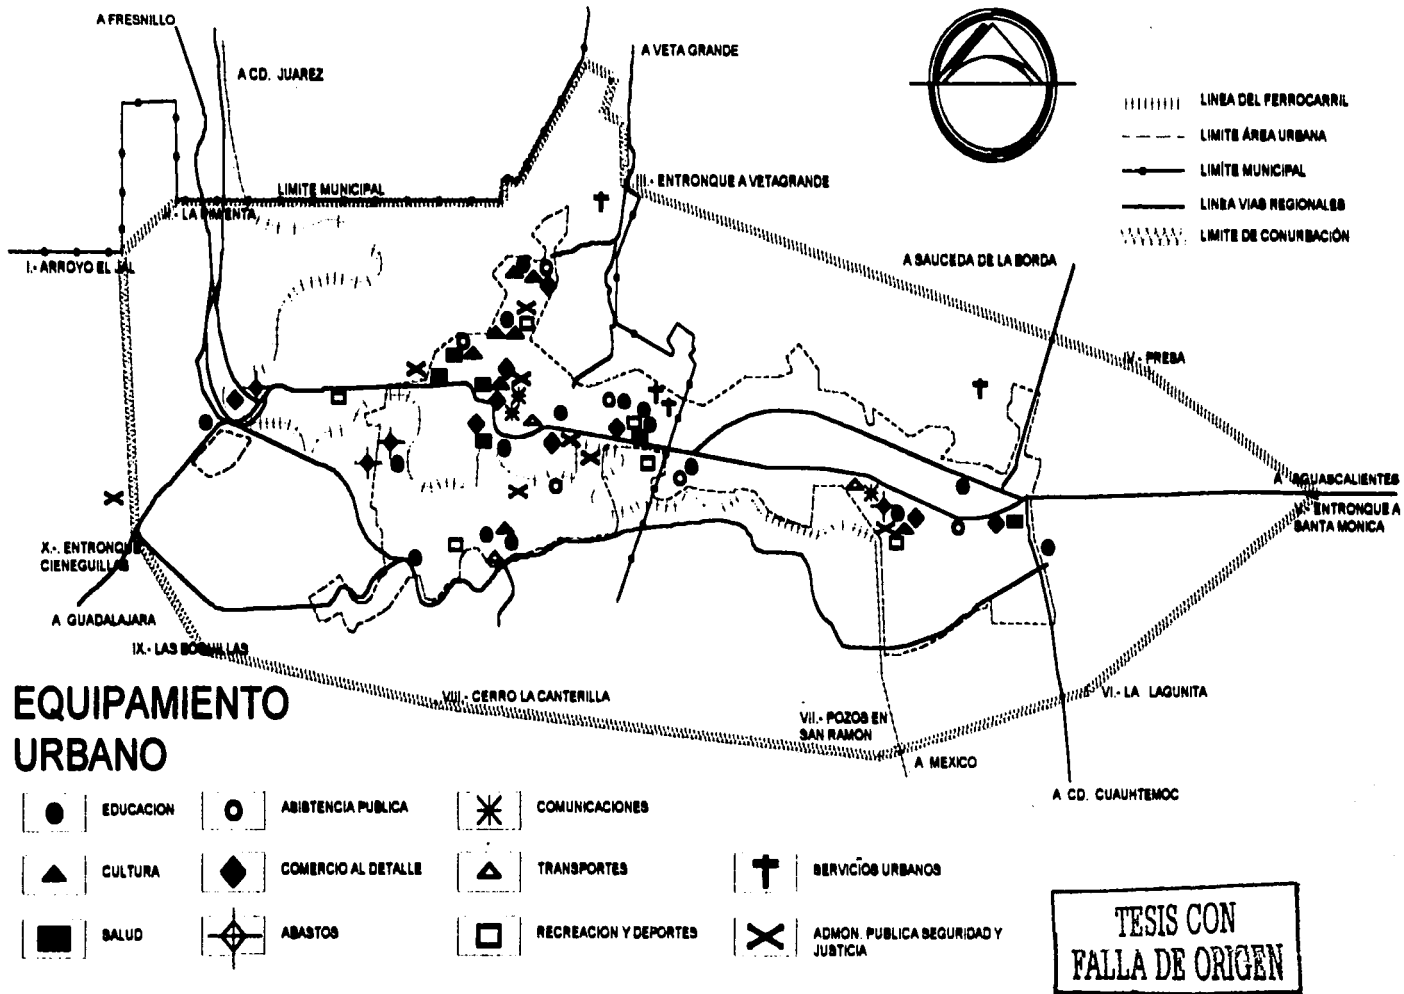 A FRESNILLO
A CD. JUAREZ
A VETA GRANDE
LINEA DEL FERROCARRIL
LIMITE ÁREA URBANA
LIMÍTE MUNICIPAL
LINEA VIAS REGIONALES
LIMITE DE CONURBACIÓN
LIMITE MUNICIPAL
III.- ENTRONQUE A VETAGRANDE
II.- LA PIMIENTA
I.- ARROYO EL JAL
A SAUCEDA DE LA BORDA
IV.- PRESA
A AGUASCALIENTES
V.- ENTRONQUE A
SANTA MONICA
X.-. ENTRONQUE
CIENEGUILLAS
A GUADALAJARA
IX.- LAS BOQUILLAS
VIII.- CERRO LA CANTERILLA
VII.- POZOS EN
SAN RAMON
VI.- LA LAGUNITA
A MEXICO
A CD. CUAUHTEMOC
EQUIPAMIENTO
URBANO
EDUCACION
ASISTENCIA PUBLICA
COMUNICACIONES
CULTURA
COMERCIO AL DETALLE
TRANSPORTES
SERVICIOS URBANOS
SALUD
ABASTOS
RECREACION Y DEPORTES
ADMON. PUBLICA SEGURIDAD Y
JUSTICIA
TESIS CON
FALLA DE ORIGEN